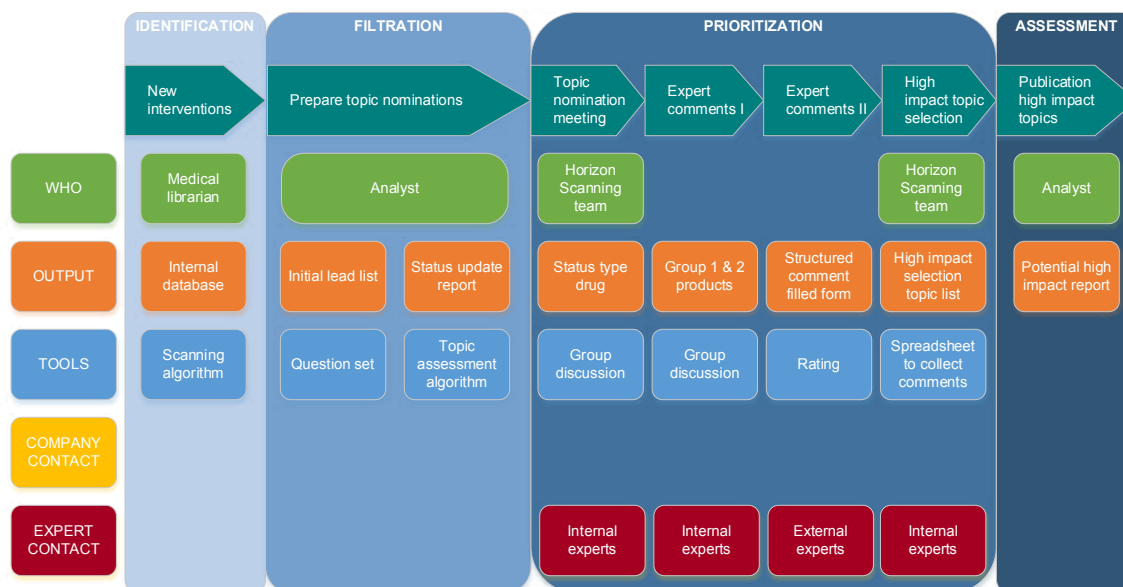 IDENTIFICATION
FILTRATION
PRIORITIZATION
ASSESSMENT
New
interventions
Prepare topic nominations
Topic
nomination
meeting
Expert
comments I
Expert
comments II
High
impact topic
selection
Publication
high impact
topics
WHO
Medical
librarian
Analyst
Horizon
Scanning
team
Horizon
Scanning
team
Analyst
OUTPUT
Internal
database
Initial lead list
Status update
report
Status type
drug
Group 1 & 2
products
Structured
comment
filled form
High impact
selection
topic list
Potential high
impact report
TOOLS
Scanning
algorithm
Question set
Topic
assessment
algorithm
Group
discussion
Group
discussion
Rating
Spreadsheet
to collect
comments
COMPANY
CONTACT
EXPERT
CONTACT
Internal
experts
Internal
experts
External
experts
Internal
experts